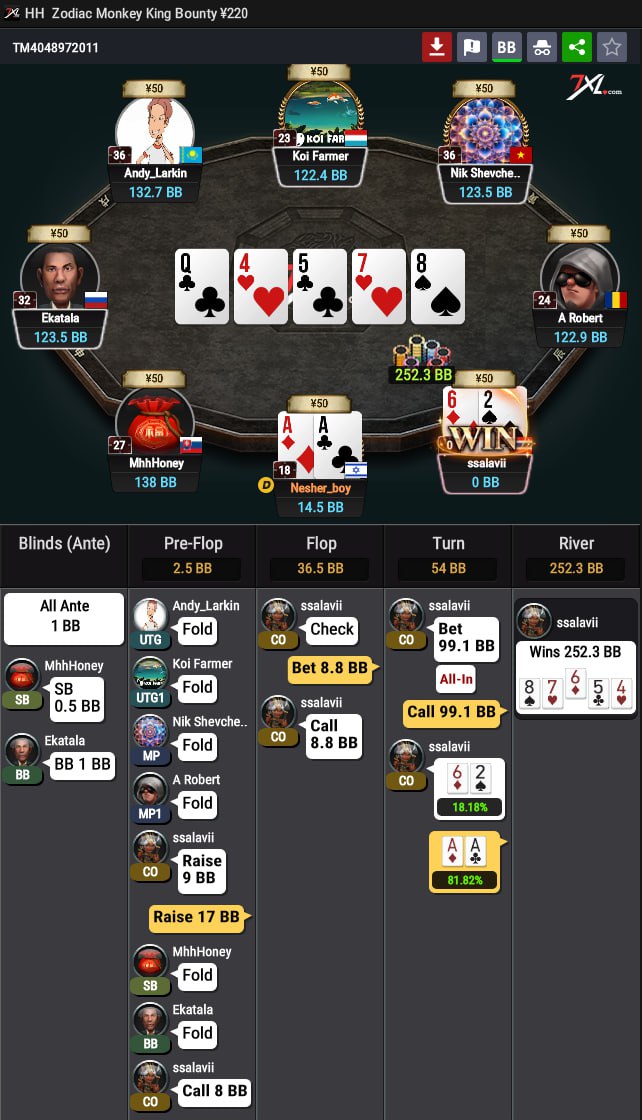 7XL HH Zodiac Monkey King Bounty ¥220
TM4048972011
BB
7XL.com
¥50
36
Andy_Larkin
132.7 BB
¥50
KOI FAR
23
Koi Farmer
122.4 BB
¥50
36
Nik Shevche..
123.5 BB
¥50
32
Ekatala
123.5 BB
¥50
24
A Robert
122.9 BB
Q 4 5 7 8
252.3 BB
¥50
27
MhhHoney
138 BB
¥50
A A
18
D
Nesher_boy
14.5 BB
¥50
6 2
0
WIN
ssalavii
0 BB
Blinds (Ante)
All Ante
1 BB
MhhHoney
SB
SB
0.5 BB
Ekatala
BB
BB 1 BB
Pre-Flop
2.5 BB
Andy_Larkin
UTG
Fold
Koi Farmer
UTG1
Fold
Nik Shevche..
MP
Fold
A Robert
MP1
Fold
ssalavii
CO
Raise
9 BB
Raise 17 BB
MhhHoney
SB
Fold
Ekatala
BB
Fold
ssalavii
CO
Call 8 BB
Flop
36.5 BB
ssalavii
CO
Check
Bet 8.8 BB
ssalavii
CO
Call
8.8 BB
Turn
54 BB
ssalavii
CO
Bet
99.1 BB
All-In
Call 99.1 BB
ssalavii
CO
6 2
18.18%
A A
81.82%
River
252.3 BB
ssalavii
CO
Wins 252.3 BB
8 7 6 5 4